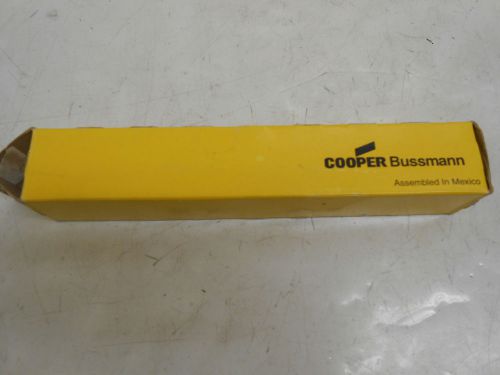 COOPER Bussmann
Assembled In Mexico